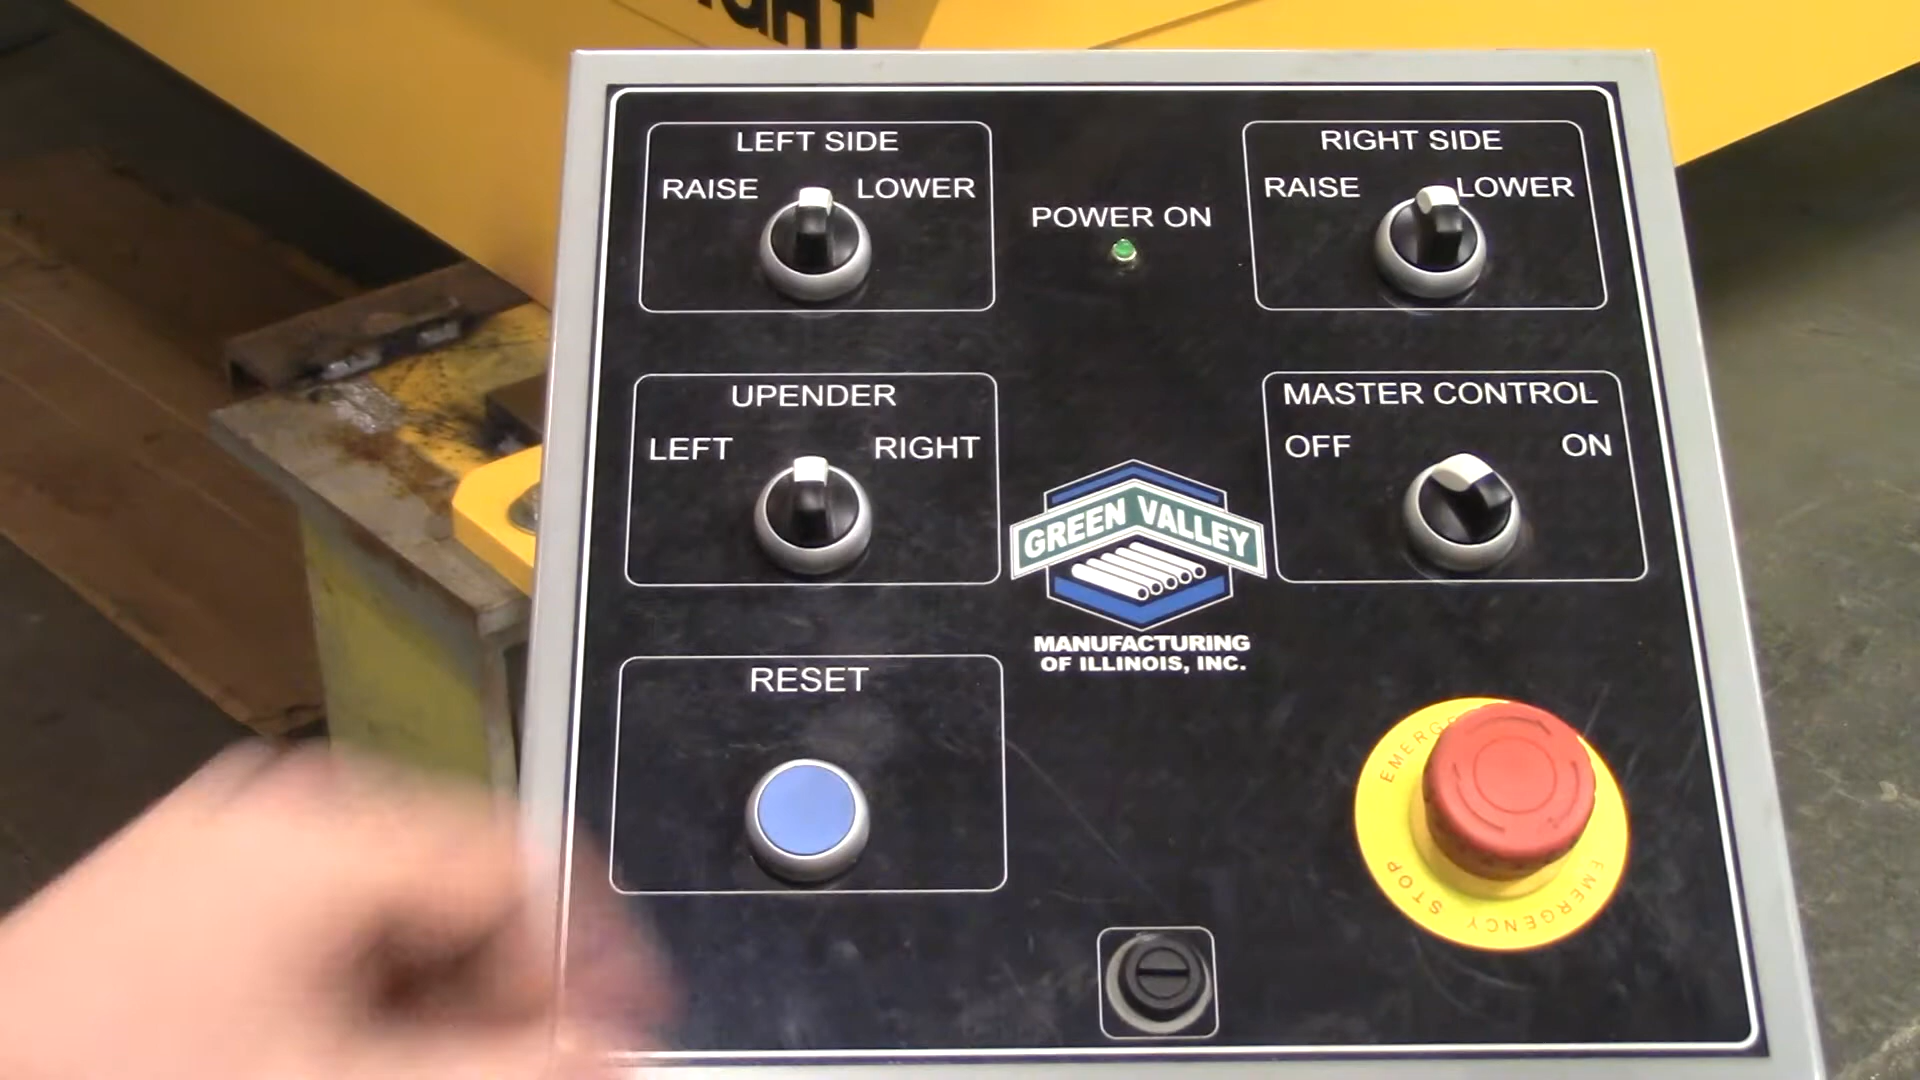 LEFT SIDE
RAISE LOWER
POWER ON
RIGHT SIDE
RAISE LOWER
UPENDER
LEFT RIGHT
MASTER CONTROL
OFF ON
GREEN VALLEY
MANUFACTURING
OF ILLINOIS, INC.
RESET
EMERGENCY STOP